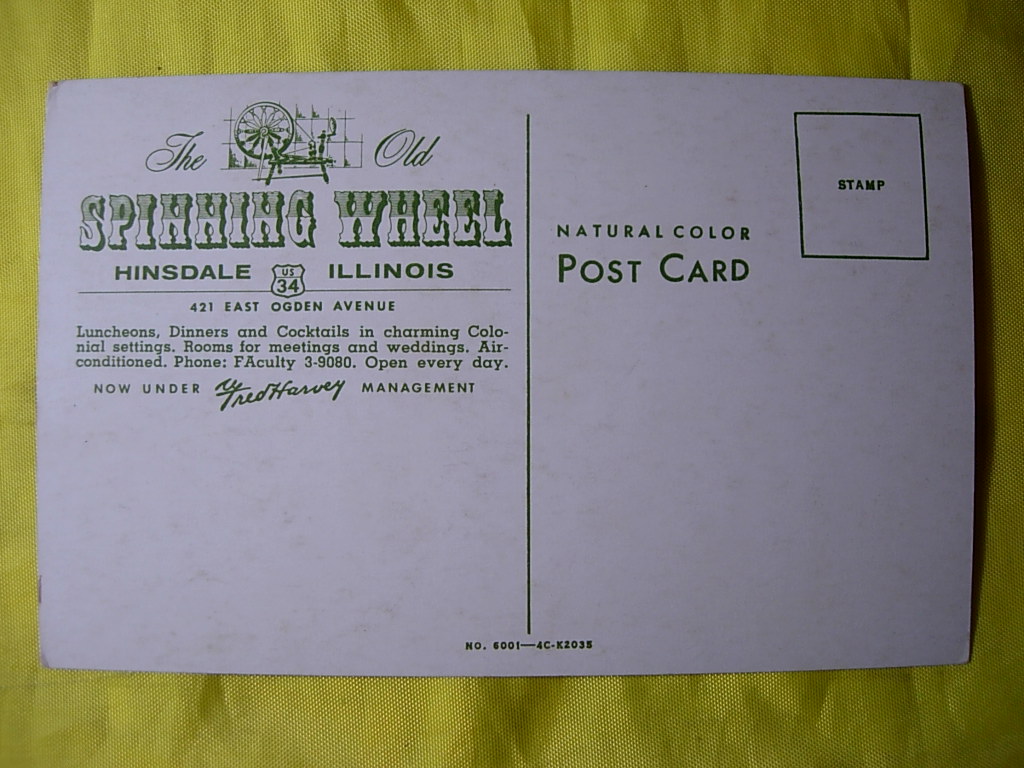 The Old
SPINNING WHEEL
HINSDALE US 34 ILLINOIS
421 EAST OGDEN AVENUE
Luncheons, Dinners and Cocktails in charming Colo-
nial settings. Rooms for meetings and weddings. Air-
conditioned. Phone: FAculty 3-9080. Open every day.
NOW UNDER Fred Harvey MANAGEMENT
NATURAL COLOR
POST CARD
STAMP
NO. 6001—4C-K2035